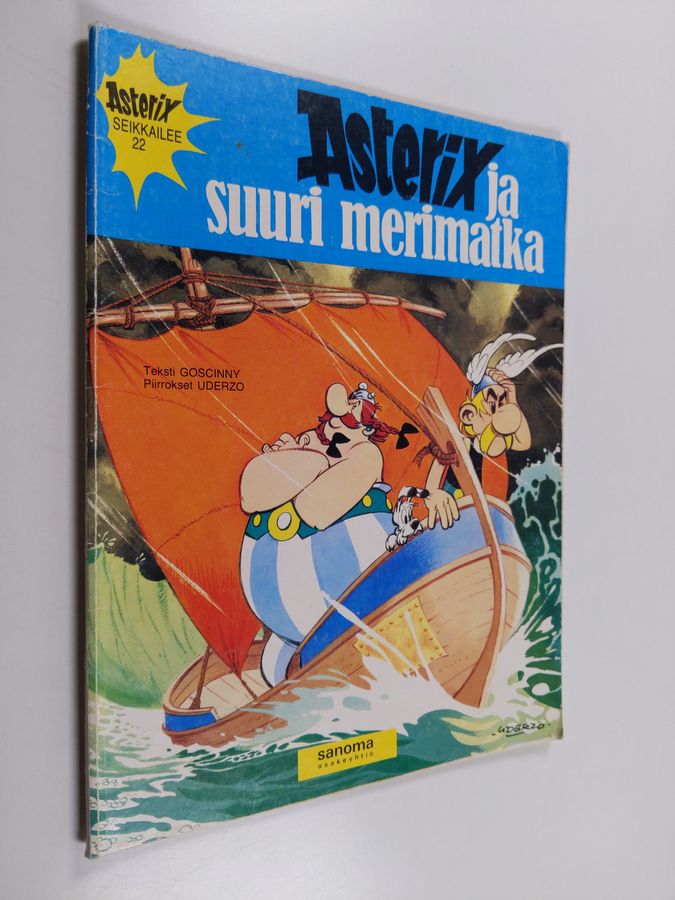 Asterix
SEIKKAILEE
22
Asterix ja
suuri merimatka
Teksti GOSCINNY
Piirrokset UDERZO
UDERZO
sanoma
osakeyhtiö